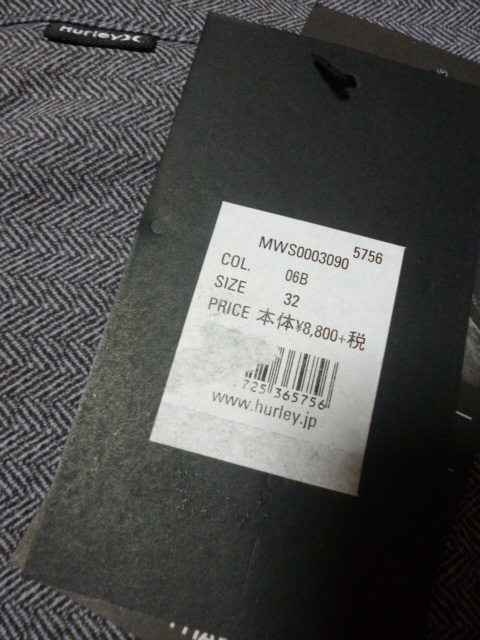 Hurley
MWS0003090 5756
COL. 06B
SIZE 32
PRICE 本体¥8,800+税
725 365756
www.hurley.jp